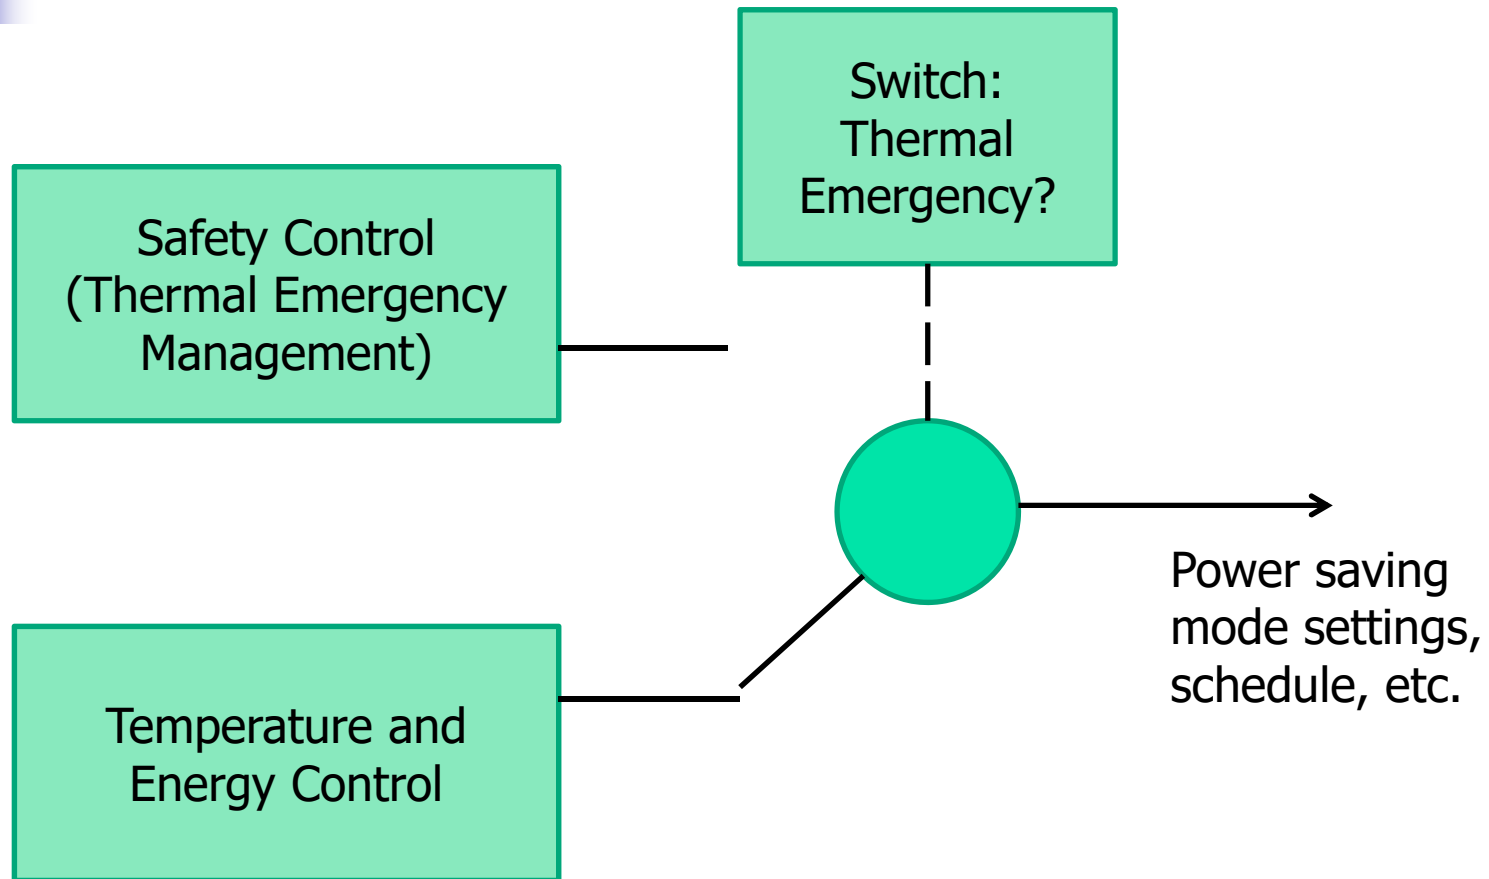 Switch:
Thermal
Emergency?
Safety Control
(Thermal Emergency
Management)
Power saving
mode settings,
schedule, etc.
Temperature and
Energy Control